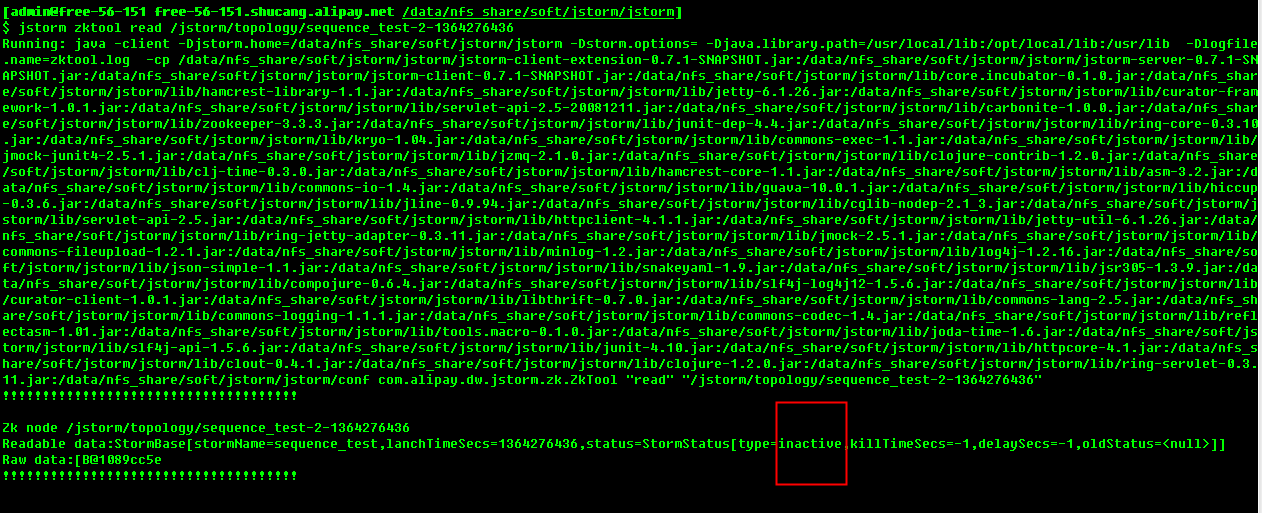 [admin@free-56-151 free-56-151.shucang.alipay.net /data/nfs_share/soft/jstorm/jstorm]
$ jstorm zktool read /jstorm/topology/sequence_test-2-1364276436
Running: java -client -Djstorm.home=/data/nfs_share/soft/jstorm/jstorm -Dstorm.options= -Djava.library.path=/usr/local/lib:/opt/local/lib:/usr/lib  -Dlogfile
.name=zktool.log  -cp /data/nfs_share/soft/jstorm/jstorm/jstorm-client-extension-0.7.1-SNAPSHOT.jar:/data/nfs_share/soft/jstorm/jstorm/jstorm-server-0.7.1-SN
APSHOT.jar:/data/nfs_share/soft/jstorm/jstorm/jstorm-client-0.7.1-SNAPSHOT.jar:/data/nfs_share/soft/jstorm/jstorm/lib/core.incubator-0.1.0.jar:/data/nfs_shar
e/soft/jstorm/jstorm/lib/hamcrest-library-1.1.jar:/data/nfs_share/soft/jstorm/jstorm/lib/jetty-6.1.26.jar:/data/nfs_share/soft/jstorm/jstorm/lib/curator-fram
ework-1.0.1.jar:/data/nfs_share/soft/jstorm/jstorm/lib/servlet-api-2.5-20081211.jar:/data/nfs_share/soft/jstorm/jstorm/lib/carbonite-1.0.0.jar:/data/nfs_shar
e/soft/jstorm/jstorm/lib/zookeeper-3.3.3.jar:/data/nfs_share/soft/jstorm/jstorm/lib/junit-dep-4.4.jar:/data/nfs_share/soft/jstorm/jstorm/lib/ring-core-0.3.10
.jar:/data/nfs_share/soft/jstorm/jstorm/lib/kryo-1.04.jar:/data/nfs_share/soft/jstorm/jstorm/lib/commons-exec-1.1.jar:/data/nfs_share/soft/jstorm/jstorm/lib/
jmock-junit4-2.5.1.jar:/data/nfs_share/soft/jstorm/jstorm/lib/jzmq-2.1.0.jar:/data/nfs_share/soft/jstorm/jstorm/lib/clojure-contrib-1.2.0.jar:/data/nfs_share
/soft/jstorm/jstorm/lib/clj-time-0.3.0.jar:/data/nfs_share/soft/jstorm/jstorm/lib/hamcrest-core-1.1.jar:/data/nfs_share/soft/jstorm/jstorm/lib/asm-3.2.jar:/d
ata/nfs_share/soft/jstorm/jstorm/lib/commons-io-1.4.jar:/data/nfs_share/soft/jstorm/jstorm/lib/guava-10.0.1.jar:/data/nfs_share/soft/jstorm/jstorm/lib/hiccup
-0.3.6.jar:/data/nfs_share/soft/jstorm/jstorm/lib/jline-0.9.94.jar:/data/nfs_share/soft/jstorm/jstorm/lib/cglib-nodep-2.1_3.jar:/data/nfs_share/soft/jstorm/j
storm/lib/servlet-api-2.5.jar:/data/nfs_share/soft/jstorm/jstorm/lib/httpclient-4.1.1.jar:/data/nfs_share/soft/jstorm/jstorm/lib/jetty-util-6.1.26.jar:/data/
nfs_share/soft/jstorm/jstorm/lib/ring-jetty-adapter-0.3.11.jar:/data/nfs_share/soft/jstorm/jstorm/lib/jmock-2.5.1.jar:/data/nfs_share/soft/jstorm/jstorm/lib/
commons-fileupload-1.2.1.jar:/data/nfs_share/soft/jstorm/jstorm/lib/minlog-1.2.jar:/data/nfs_share/soft/jstorm/jstorm/lib/log4j-1.2.16.jar:/data/nfs_share/so
ft/jstorm/jstorm/lib/json-simple-1.1.jar:/data/nfs_share/soft/jstorm/jstorm/lib/snakeyaml-1.9.jar:/data/nfs_share/soft/jstorm/jstorm/lib/jsr305-1.3.9.jar:/da
ta/nfs_share/soft/jstorm/jstorm/lib/compojure-0.6.4.jar:/data/nfs_share/soft/jstorm/jstorm/lib/slf4j-log4j12-1.5.6.jar:/data/nfs_share/soft/jstorm/jstorm/lib
/curator-client-1.0.1.jar:/data/nfs_share/soft/jstorm/jstorm/lib/libthrift-0.7.0.jar:/data/nfs_share/soft/jstorm/jstorm/lib/commons-lang-2.5.jar:/data/nfs_sh
are/soft/jstorm/jstorm/lib/commons-logging-1.1.1.jar:/data/nfs_share/soft/jstorm/jstorm/lib/commons-codec-1.4.jar:/data/nfs_share/soft/jstorm/jstorm/lib/refl
ectasm-1.01.jar:/data/nfs_share/soft/jstorm/jstorm/lib/tools.macro-0.1.0.jar:/data/nfs_share/soft/jstorm/jstorm/lib/joda-time-1.6.jar:/data/nfs_share/soft/js
torm/jstorm/lib/slf4j-api-1.5.6.jar:/data/nfs_share/soft/jstorm/jstorm/lib/junit-4.10.jar:/data/nfs_share/soft/jstorm/jstorm/lib/httpcore-4.1.jar:/data/nfs_s
hare/soft/jstorm/jstorm/lib/clout-0.4.1.jar:/data/nfs_share/soft/jstorm/jstorm/lib/clojure-1.2.0.jar:/data/nfs_share/soft/jstorm/jstorm/lib/ring-servlet-0.3.
11.jar:/data/nfs_share/soft/jstorm/jstorm/conf com.alipay.dw.jstorm.zk.ZkTool "read" "/jstorm/topology/sequence_test-2-1364276436"
!!!!!!!!!!!!!!!!!!!!!!!!!!!!!!!!!!!!!
Zk node /jstorm/topology/sequence_test-2-1364276436
Readable data:StormBase[stormName=sequence_test,lanchTimeSecs=1364276436,status=StormStatus[type=inactive,killTimeSecs=-1,delaySecs=-1,oldStatus=<null>]]
Raw data:[B@1089cc5e
!!!!!!!!!!!!!!!!!!!!!!!!!!!!!!!!!!!!!